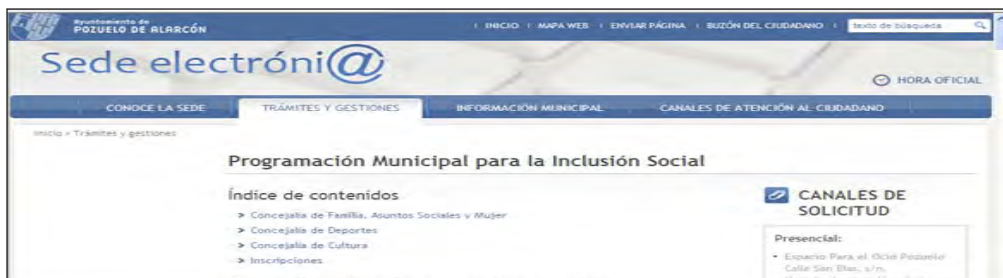 Ayuntamiento de
POZUELO DE ALARCÓN
INICIO MAPA WEB ENVIAR PÁGINA BUZÓN DEL CIUDADANO texto de búsqueda
Sede electróni@
HORA OFICIAL
CONOCE LA SEDE TRÁMITES Y GESTIONES INFORMACIÓN MUNICIPAL CANALES DE ATENCIÓN AL CIUDADANO
Inicio » Trámites y gestiones
Programación Municipal para la Inclusión Social
Índice de contenidos
> Concejalía de Familia, Asuntos Sociales y Mujer
> Concejalía de Deportes
> Concejalía de Cultura
> Inscripciones
CANALES DE
SOLICITUD
Presencial:
• Espacio Para el Ocio Pozuelo
Calle San Blas, s/n.